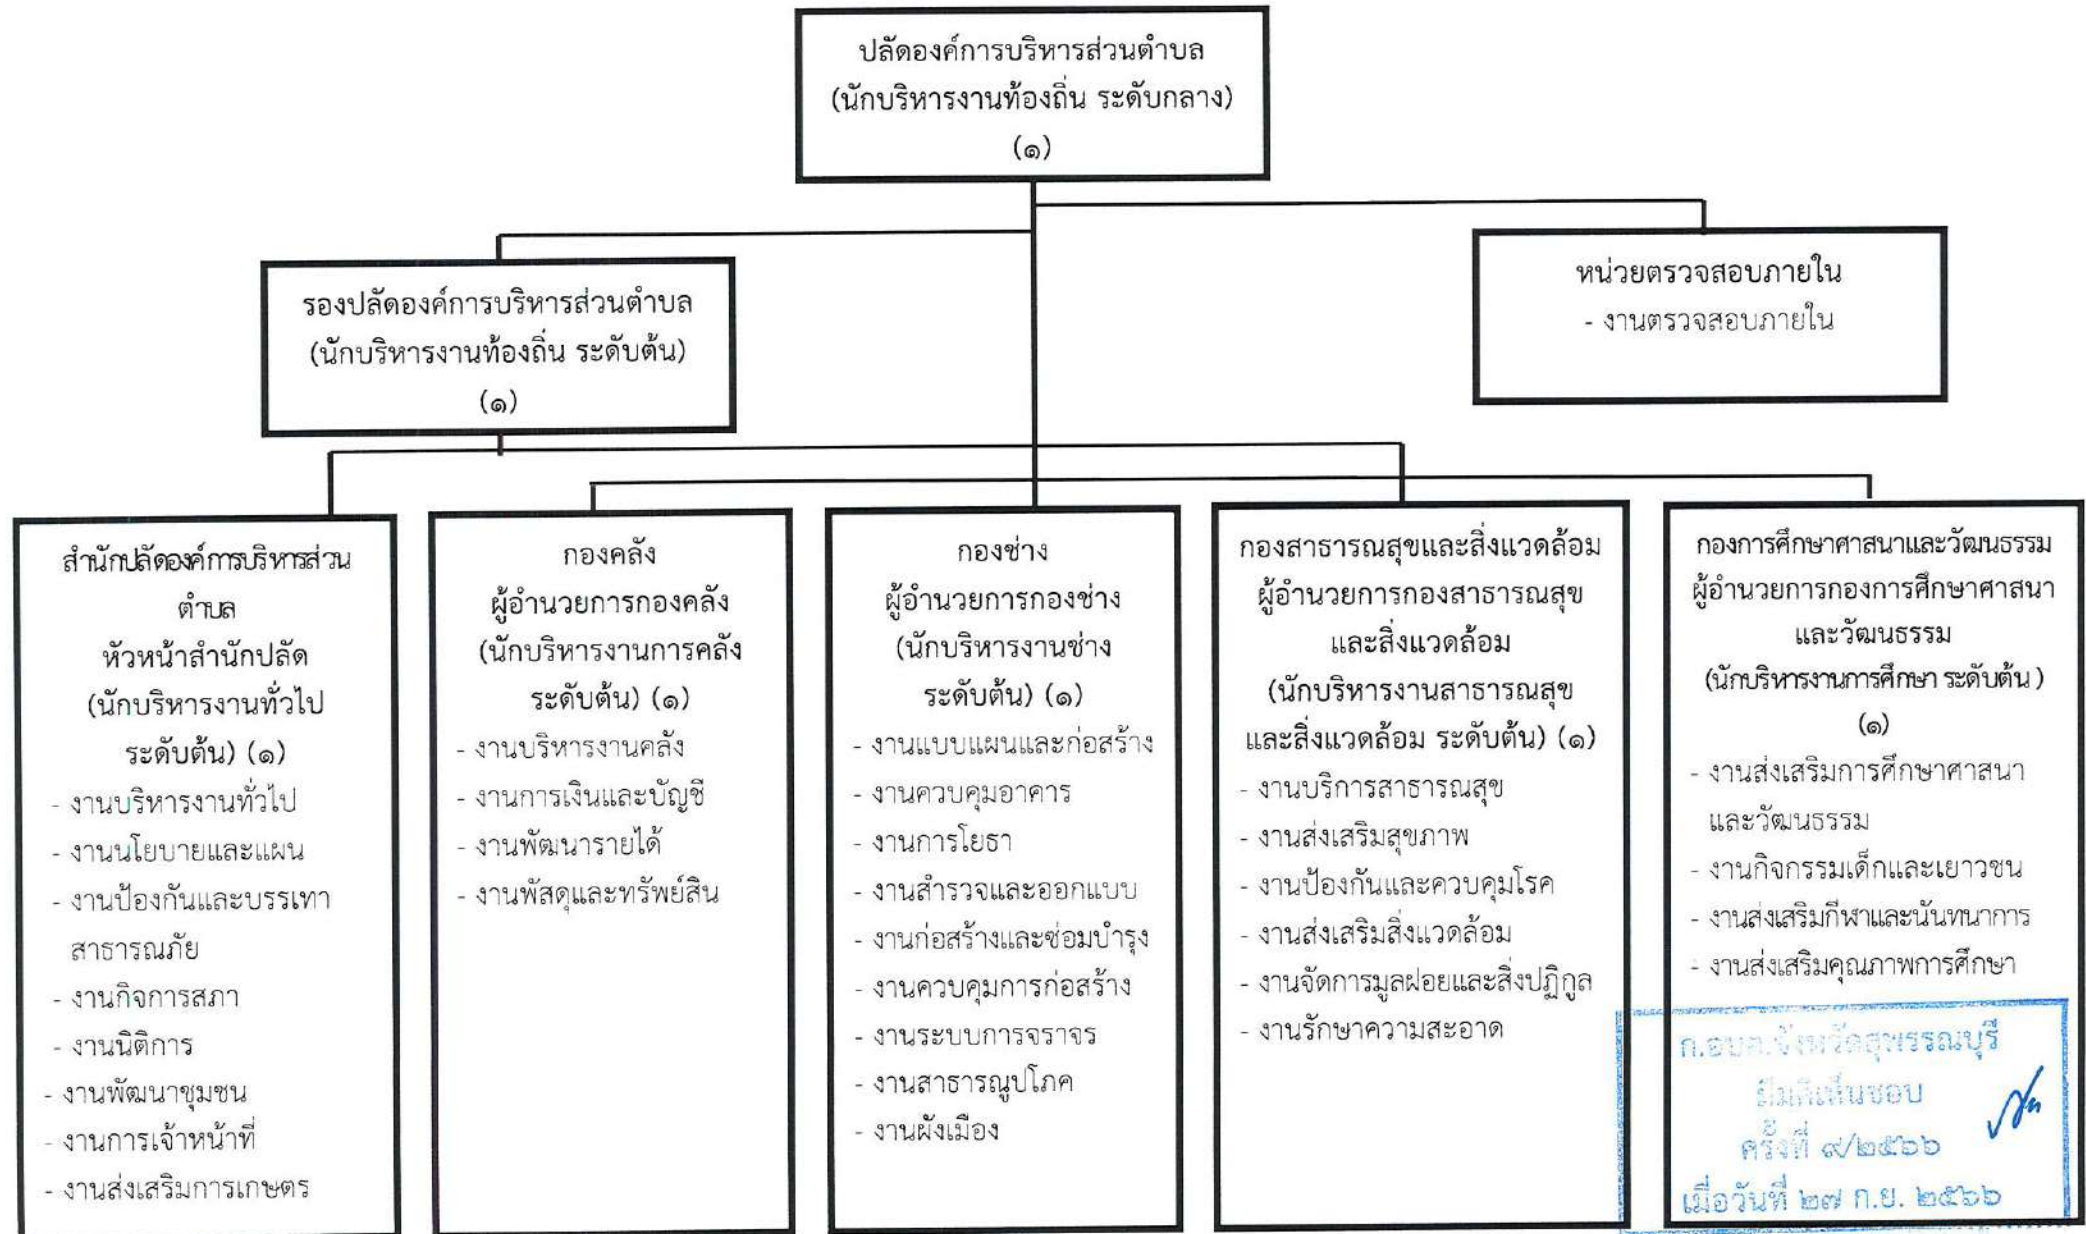 ปลัดองค์การบริหารส่วนตำบล
(นักบริหารงานท้องถิ่น ระดับกลาง)
(๑)
รองปลัดองค์การบริหารส่วนตำบล
(นักบริหารงานท้องถิ่น ระดับต้น)
(๑)
หน่วยตรวจสอบภายใน
- งานตรวจสอบภายใน
สำนักปลัดองค์การบริหารส่วน
ตำบล
หัวหน้าสำนักปลัด
(นักบริหารงานทั่วไป
ระดับต้น) (๑)
- งานบริหารงานทั่วไป
- งานนโยบายและแผน
- งานป้องกันและบรรเทา
สาธารณภัย
- งานกิจการสภา
- งานนิติการ
- งานพัฒนาชุมชน
- งานการเจ้าหน้าที่
- งานส่งเสริมการเกษตร
กองคลัง
ผู้อำนวยการกองคลัง
(นักบริหารงานการคลัง
ระดับต้น) (๑)
- งานบริหารงานคลัง
- งานการเงินและบัญชี
- งานพัฒนารายได้
- งานพัสดุและทรัพย์สิน
กองช่าง
ผู้อำนวยการกองช่าง
(นักบริหารงานช่าง
ระดับต้น) (๑)
- งานแบบแผนและก่อสร้าง
- งานควบคุมอาคาร
- งานการโยธา
- งานสำรวจและออกแบบ
- งานก่อสร้างและซ่อมบำรุง
- งานควบคุมการก่อสร้าง
- งานระบบการจราจร
- งานสาธารณูปโภค
- งานผังเมือง
กองสาธารณสุขและสิ่งแวดล้อม
ผู้อำนวยการกองสาธารณสุข
และสิ่งแวดล้อม
(นักบริหารงานสาธารณสุข
และสิ่งแวดล้อม ระดับต้น) (๑)
- งานบริการสาธารณสุข
- งานส่งเสริมสุขภาพ
- งานป้องกันและควบคุมโรค
- งานส่งเสริมสิ่งแวดล้อม
- งานจัดการมูลฝอยและสิ่งปฏิกูล
- งานรักษาความสะอาด
กองการศึกษาศาสนาและวัฒนธรรม
ผู้อำนวยการกองการศึกษาศาสนา
และวัฒนธรรม
(นักบริหารงานการศึกษา ระดับต้น )
(๑)
- งานส่งเสริมการศึกษาศาสนา
และวัฒนธรรม
- งานกิจกรรมเด็กและเยาวชน
- งานส่งเสริมกีฬาและนันทนาการ
- งานส่งเสริมคุณภาพการศึกษา
ก.อบต.จังหวัดสุพรรณบุรี
มีมติเห็นชอบ
ครั้งที่ ๙/๒๕๖๖
เมื่อวันที่ ๒๗ ก.ย. ๒๕๖๖